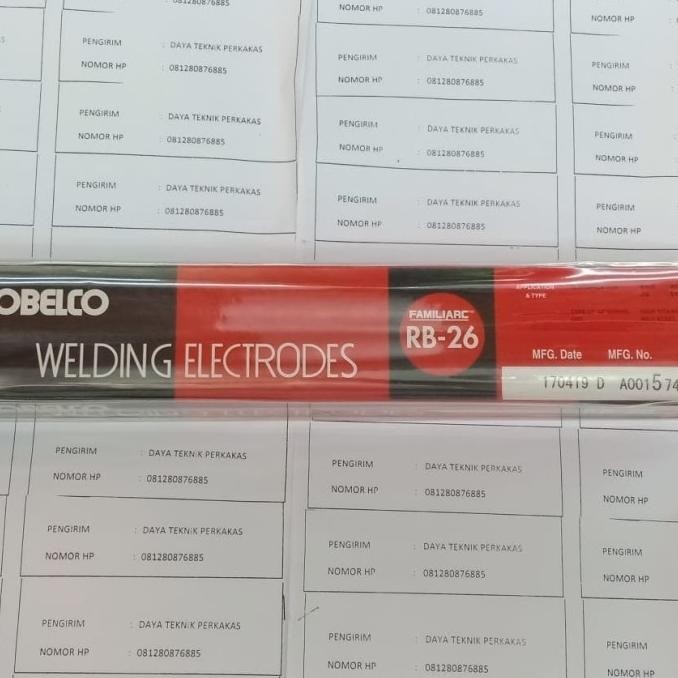 081280876885
NOMOR HP : 081280876885
PENGIRIM : DAYA TEKNIK PERKAKAS
NOMOR HP : 081280876885
PENGIRIM : DAYA TEKNIK PERKAKAS
NOMOR HP : 081280876885
PENGIRIM : DAYA TEKNIK PERKAKAS
NOMOR HP : 081280876885
PENGIRIM : DAYA TEKNIK PERKAKAS
NOMOR HP : 081280876885
PENGIRIM : DAYA TEKNIK PERKAKAS
NOMOR HP : 081280876885
PENGIRIM : DAYA TEKNIK PERKAKAS
NOMOR HP : 081280876885
NOMOR HP
PENGIRIM
NOMOR HP
PENGIRIM
NOMOR HP
PENGIRIM
NOMOR HP
OBELCO
WELDING ELECTRODES
FAMILIARC
RB-26
APPLICATION
& TYPE
MFG. Date MFG. No.
170419 D A001574
PENGIRIM : DAYA TEKNIK PERKAKAS
NOMOR HP : 081280876885
PENGIRIM : DAYA TEKNIK PERKAKAS
NOMOR HP : 081280876885
PENGIRIM : DAYA TEKNIK PERKAKAS
NOMOR HP : 081280876885
PENGIRIM : DAYA TEKNIK PERKAKAS
NOMOR HP : 081280876885
PENGIRIM : DAYA TEKNIK PERKAKAS
NOMOR HP : 081280876885
PENGIRIM : DAYA TEKNIK PERKAKAS
NOMOR HP : 081280876885
PENGIRIM
NOMOR HP
PENGIRIM
NOMOR HP
PENGIRIM
NOMOR HP